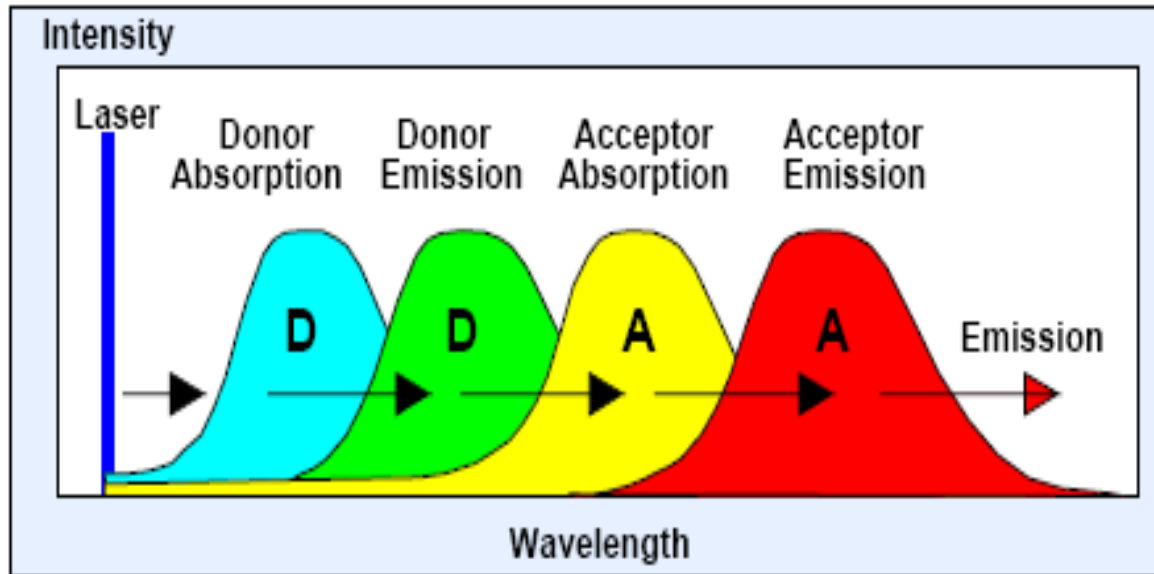 Intensity
Laser
Donor
Absorption
Donor
Emission
Acceptor
Absorption
Acceptor
Emission
D
D
A
A
Emission
Wavelength